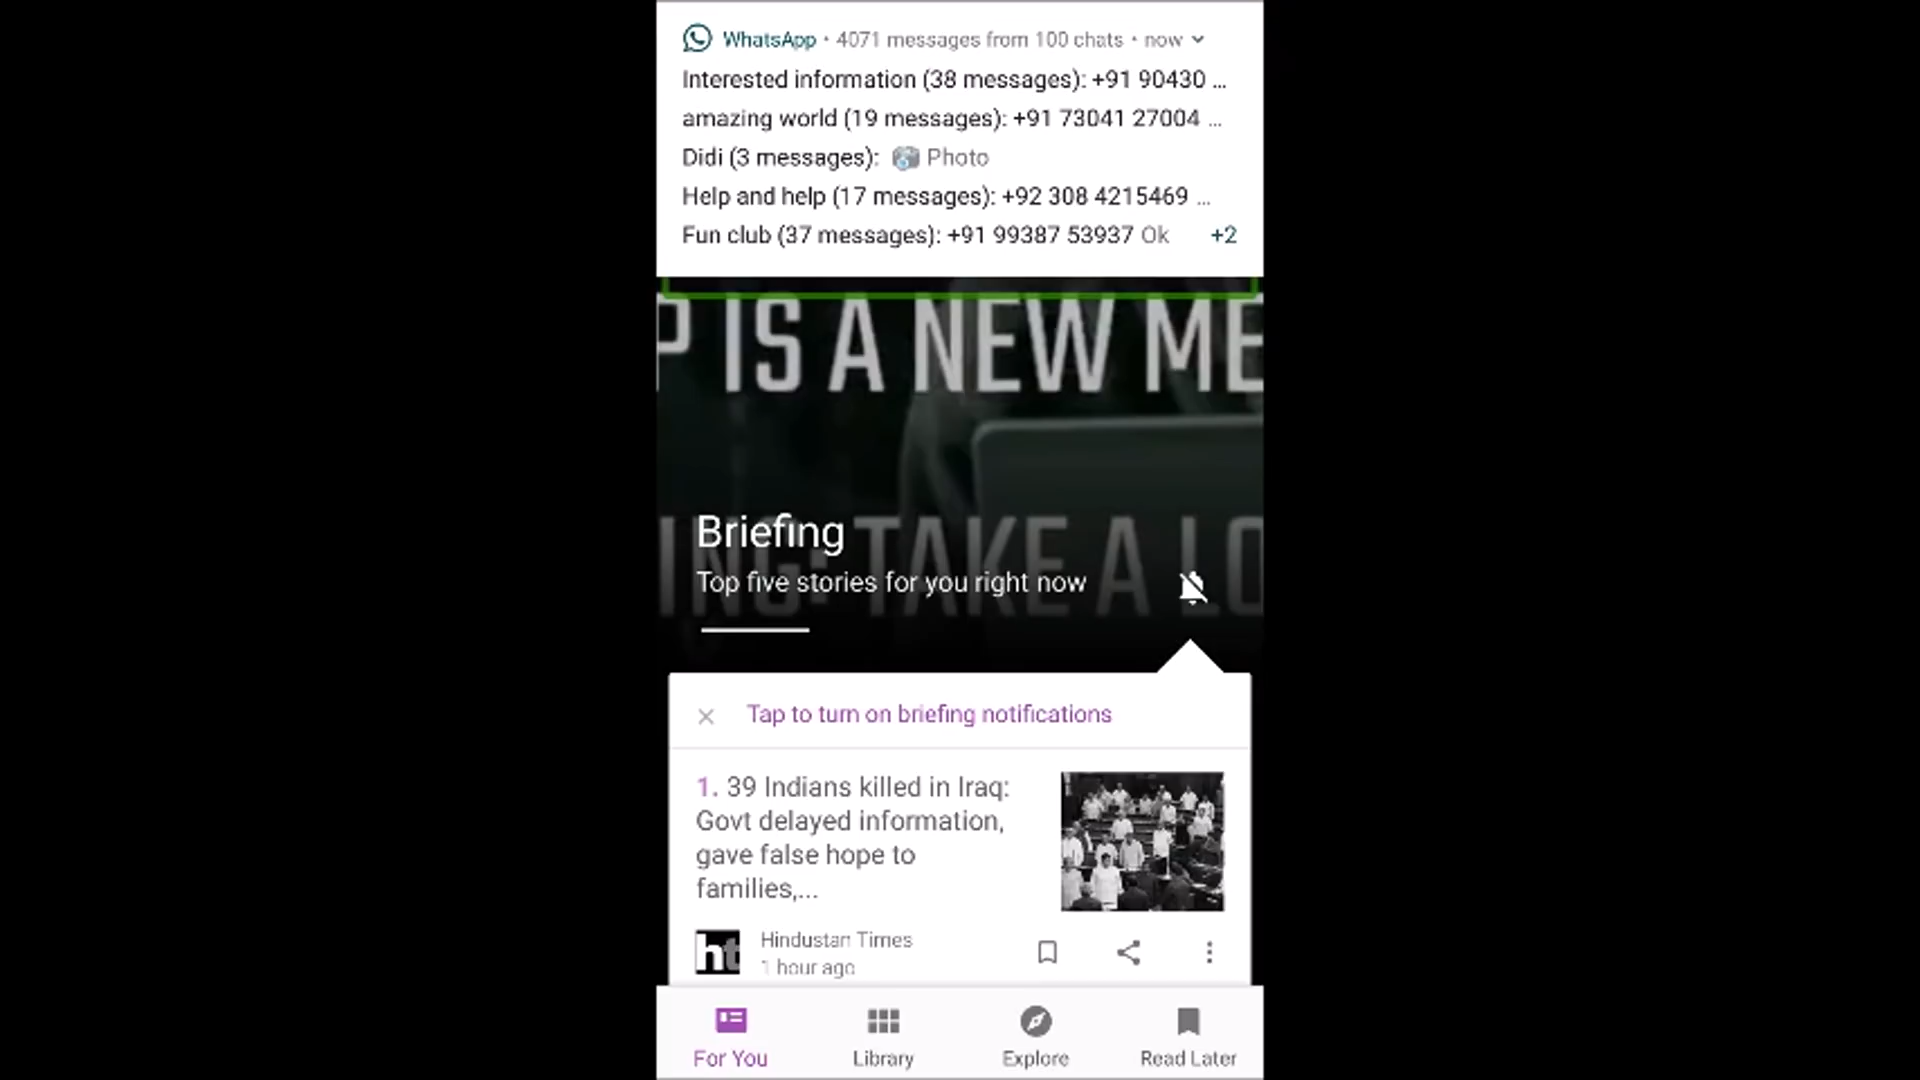 WhatsApp • 4071 messages from 100 chats • now
Interested information (38 messages): +91 90430 ...
amazing world (19 messages): +91 73041 27004 ...
Didi (3 messages): 📷 Photo
Help and help (17 messages): +92 308 4215469 ...
Fun club (37 messages): +91 99387 53937 Ok +2
P IS A NEW ME
ING: TAKE A LO
Briefing
Top five stories for you right now
Tap to turn on briefing notifications
1. 39 Indians killed in Iraq:
Govt delayed information,
gave false hope to
families,...
ht
Hindustan Times
1 hour ago
For You
Library
Explore
Read Later